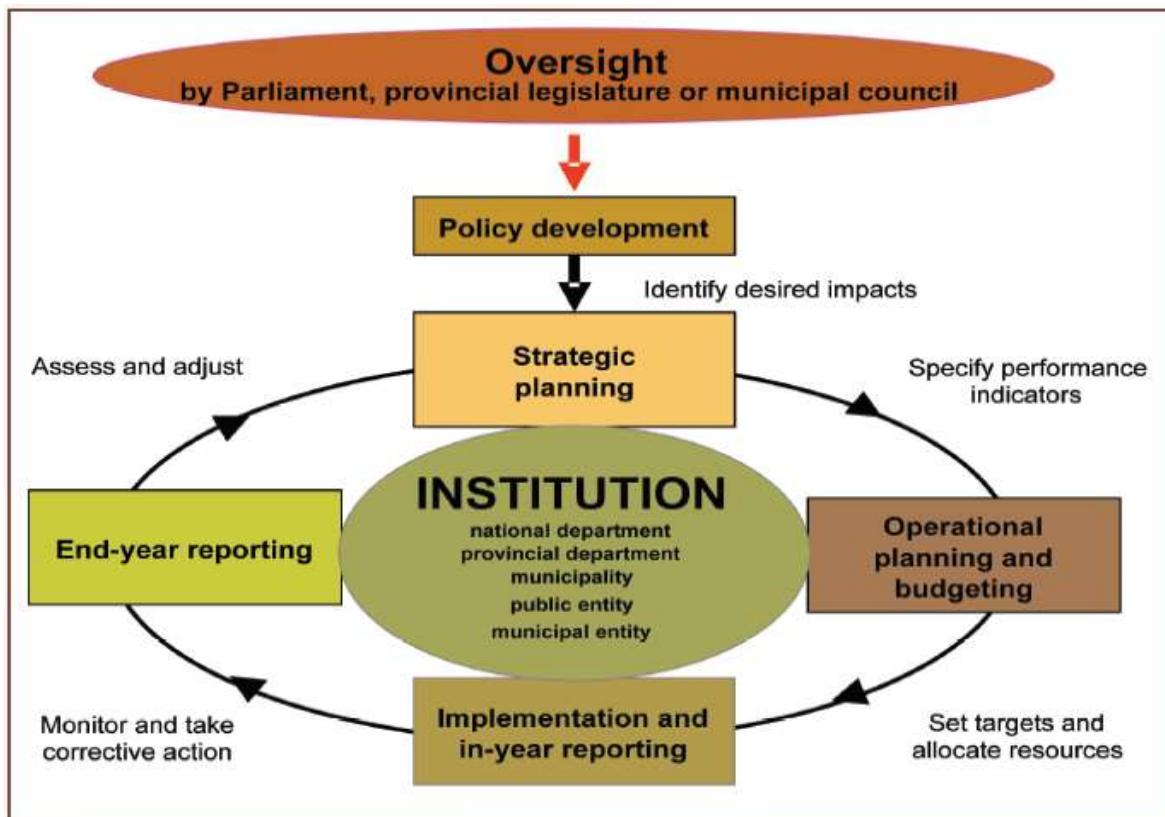 Oversight
by Parliament, provincial legislature or municipal council
Policy development
Identify desired impacts
Strategic
planning
Assess and adjust
Specify performance
indicators
INSTITUTION
national department
provincial department
municipality
public entity
municipal entity
End-year reporting
Operational
planning and
budgeting
Implementation and
in-year reporting
Monitor and take
corrective action
Set targets and
allocate resources